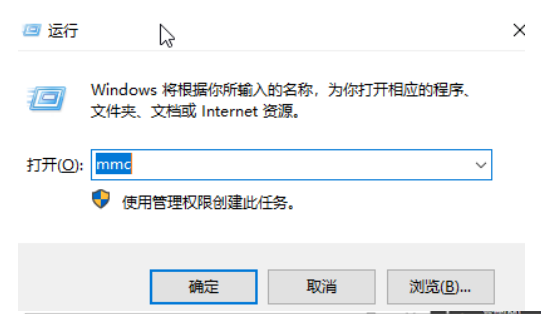 运行
Windows 将根据你所输入的名称，为你打开相应的程序、
文件夹、文档或 Internet 资源。
打开(O): mmc
使用管理权限创建此任务。
确定 取消 浏览(B)...